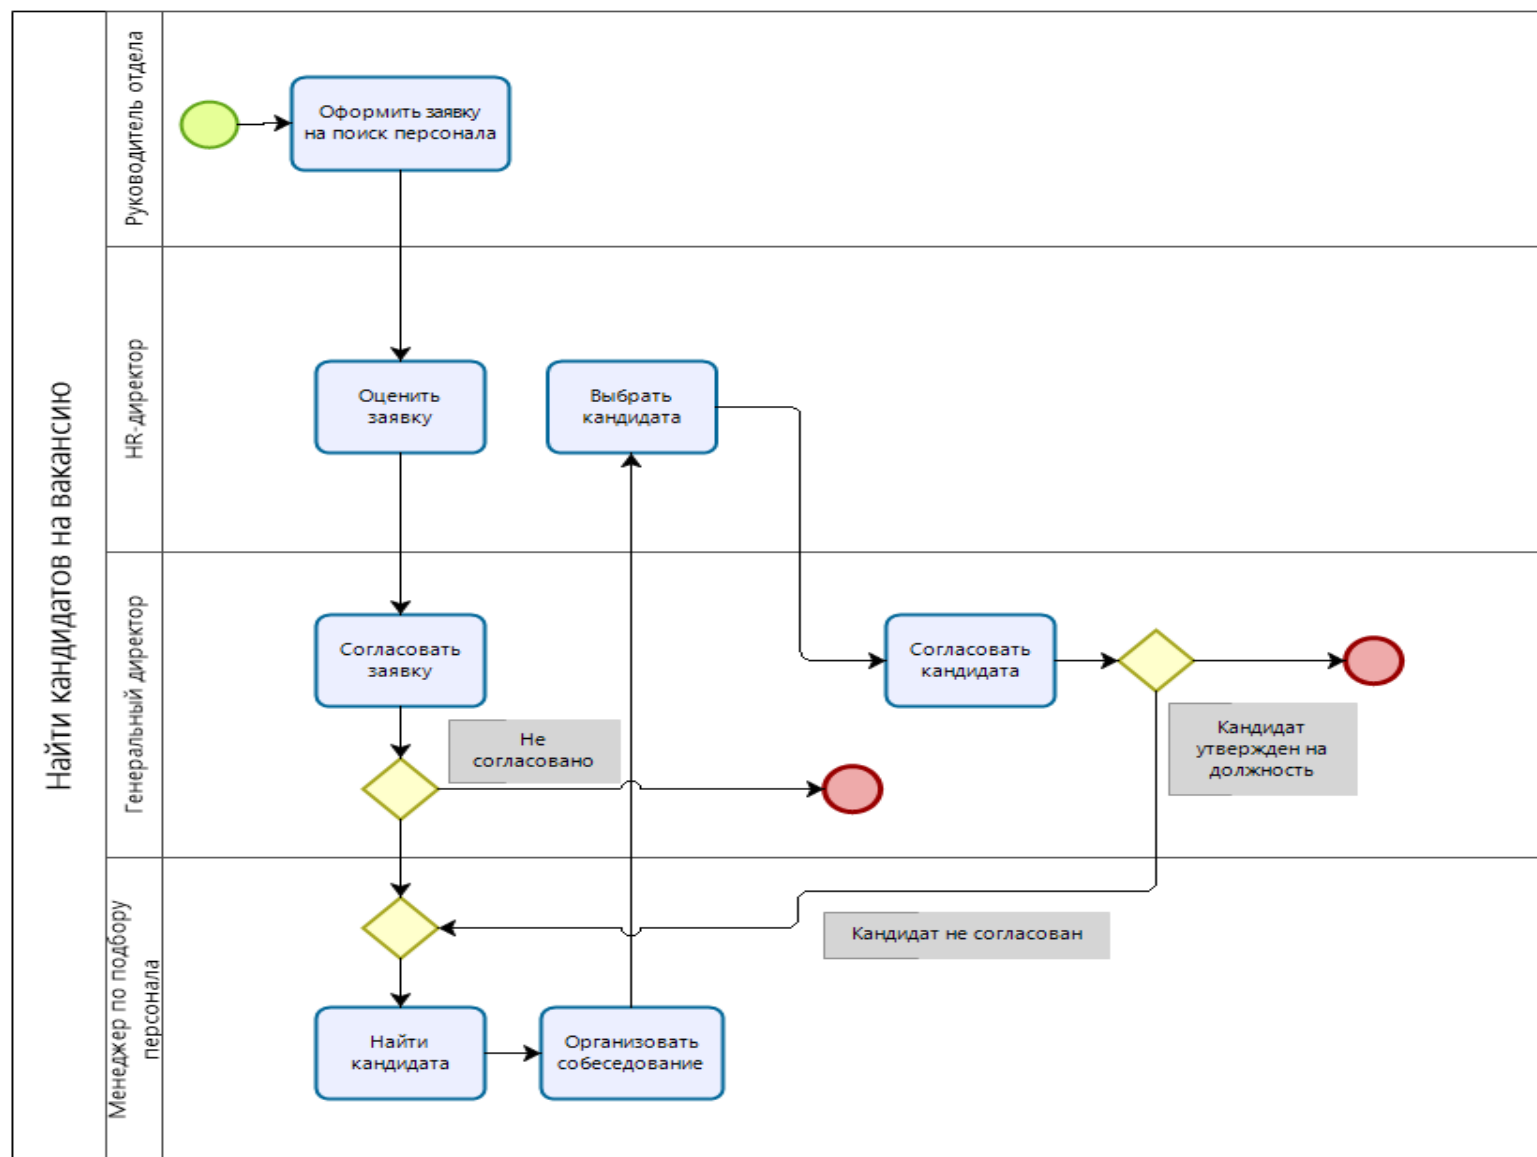 Найти кандидатов на вакансию
Руководитель отдела
Оформить заявку
на поиск персонала
HR-директор
Оценить
заявку
Выбрать
кандидата
Генеральный директор
Согласовать
заявку
Не
согласовано
Согласовать
кандидата
Кандидат
утвержден на
должность
Менеджер по подбору
персонала
Кандидат не согласован
Найти
кандидата
Организовать
собеседование